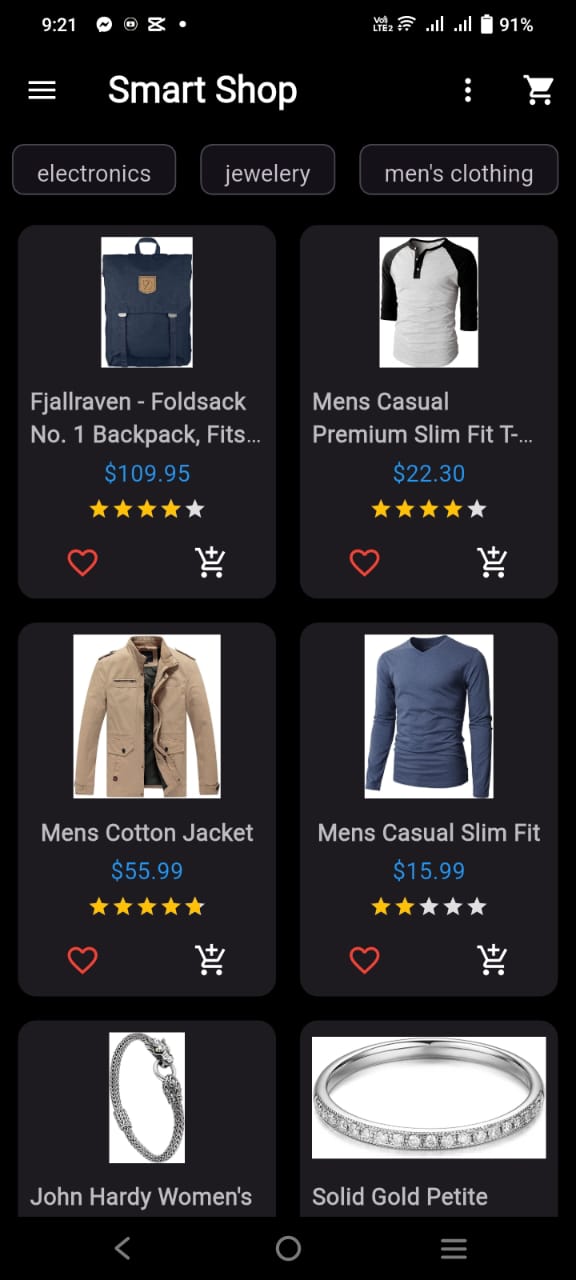 9:21
Vo) LTE2
91%
Smart Shop
electronics
jewelery
men's clothing
Fjallraven - Foldsack
No. 1 Backpack, Fits…
$109.95
Mens Casual
Premium Slim Fit T-…
$22.30
Mens Cotton Jacket
$55.99
Mens Casual Slim Fit
$15.99
John Hardy Women's
Solid Gold Petite